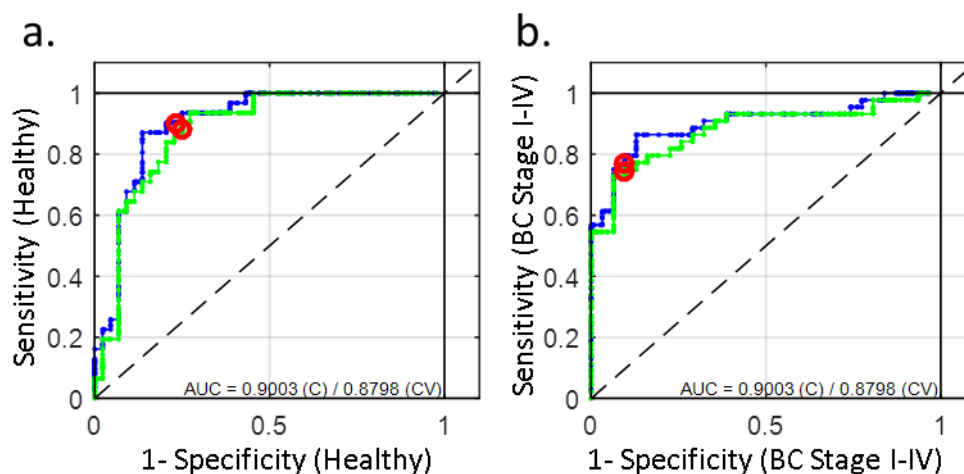 a.
Sensitivity (Healthy)
1
0.8
0.6
0.4
0.2
0
AUC = 0.9003 (C) / 0.8798 (CV)
0
0.5
1
1- Specificity (Healthy)
b.
Sensitivity (BC Stage I-IV)
1
0.8
0.6
0.4
0.2
0
AUC = 0.9003 (C) / 0.8798 (CV)
0
0.5
1
1- Specificity (BC Stage I-IV)